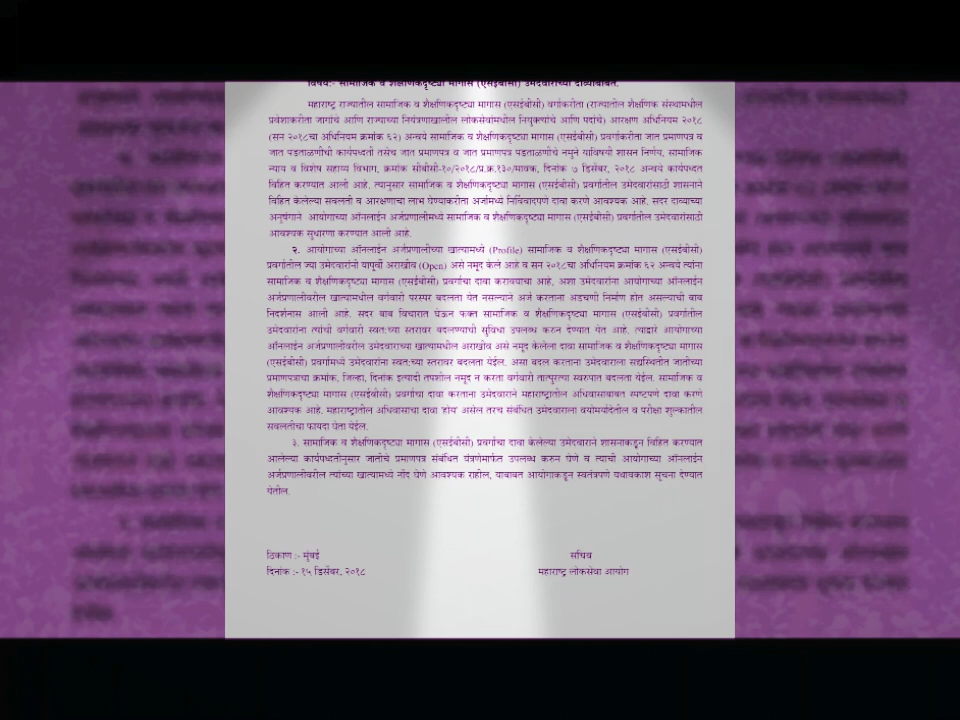 विषय:- सामाजिक व शैक्षणिकदृष्ट्या मागास (एसईबीसी) उमेदवारांच्या दाव्याबाबत.
महाराष्ट्र राज्यातील सामाजिक व शैक्षणिकदृष्ट्या मागास (एसईबीसी) वर्गाकरीता (राज्यातील शैक्षणिक संस्थामधील
प्रवेशाकरीता जागांचे आणि राज्याच्या नियंत्रणाखालील लोकसेवांमधील नियुक्त्यांचे आणि पदांचे) आरक्षण अधिनियम २०१८
(सन २०१८चा अधिनियम क्रमांक ६२) अन्वये सामाजिक व शैक्षणिकदृष्ट्या मागास (एसईबीसी) प्रवर्गाकरीता जात प्रमाणपत्र व
जात पडताळणीची कार्यपध्दती तसेच जात प्रमाणपत्र व जात प्रमाणपत्र पडताळणीचे नमुने याविषयी शासन निर्णय, सामाजिक
न्याय व विशेष सहाय्य विभाग, क्रमांक सीबीसी-१०/२०१८/प्र.क्र.१३०/मावक, दिनांक ७ डिसेंबर, २०१८ अन्वये कार्यपध्दत
विहित करण्यात आली आहे. त्यानुसार सामाजिक व शैक्षणिकदृष्ट्या मागास (एसईबीसी) प्रवर्गातील उमेदवारांसाठी शासनाने
विहित केलेल्या सवलती व आरक्षणाचा लाभ घेण्याकरीता अर्जामध्ये निर्विवादपणे दावा करणे आवश्यक आहे. सदर दाव्याच्या
अनुषंगाने आयोगाच्या ऑनलाईन अर्जप्रणालीमध्ये सामाजिक व शैक्षणिकदृष्ट्या मागास (एसईबीसी) प्रवर्गातील उमेदवारांसाठी
आवश्यक सुधारणा करण्यात आली आहे.
२. आयोगाच्या ऑनलाईन अर्जप्रणालीच्या खात्यामध्ये (Profile) सामाजिक व शैक्षणिकदृष्ट्या मागास (एसईबीसी)
प्रवर्गातील ज्या उमेदवारांनी यापूर्वी अराखीव (Open) असे नमूद केले आहे व सन २०१८चा अधिनियम क्रमांक ६२ अन्वये त्यांना
सामाजिक व शैक्षणिकदृष्ट्या मागास (एसईबीसी) प्रवर्गाचा दावा करावयाचा आहे, अशा उमेदवारांना आयोगाच्या ऑनलाईन
अर्जप्रणालीवरील खात्यामधील वर्गवारी परस्पर बदलता येत नसल्याने अर्ज करताना अडचणी निर्माण होत असल्याची बाब
निदर्शनास आली आहे. सदर बाब विचारात घेऊन फक्त सामाजिक व शैक्षणिकदृष्ट्या मागास (एसईबीसी) प्रवर्गातील
उमेदवारांना त्यांची वर्गवारी स्वत:च्या स्तरावर बदलण्याची सुविधा उपलब्ध करुन देण्यात येत आहे. त्याद्वारे आयोगाच्या
ऑनलाईन अर्जप्रणालीवरील उमेदवाराच्या खात्यामधील अराखीव असे नमूद केलेला दावा सामाजिक व शैक्षणिकदृष्ट्या मागास
(एसईबीसी) प्रवर्गामध्ये उमेदवारांना स्वत:च्या स्तरावर बदलता येईल. असा बदल करताना उमेदवाराला सद्यस्थितीत जातीच्या
प्रमाणपत्राचा क्रमांक, जिल्हा, दिनांक इत्यादी तपशील नमूद न करता वर्गवारी तात्पुरत्या स्वरुपात बदलता येईल. सामाजिक व
शैक्षणिकदृष्ट्या मागास (एसईबीसी) प्रवर्गाचा दावा करताना उमेदवाराने महाराष्ट्रातील अधिवासाबाबत स्पष्टपणे दावा करणे
आवश्यक आहे. महाराष्ट्रातील अधिवासाचा दावा 'होय' असेल तरच संबंधित उमेदवाराला वयोमर्यादेतील व परीक्षा शुल्कातील
सवलतीचा फायदा घेता येईल.
३. सामाजिक व शैक्षणिकदृष्ट्या मागास (एसईबीसी) प्रवर्गाचा दावा केलेल्या उमेदवाराने शासनाकडून विहित करण्यात
आलेल्या कार्यपध्दतीनुसार जातीचे प्रमाणपत्र संबंधित यंत्रणेमार्फत उपलब्ध करुन घेणे व त्याची आयोगाच्या ऑनलाईन
अर्जप्रणालीवरील त्यांच्या खात्यामध्ये नोंद घेणे आवश्यक राहील, याबाबत आयोगाकडून स्वतंत्रपणे यथावकाश सूचना देण्यात
येतील.
ठिकाण :- मुंबई
सचिव
दिनांक :- १५ डिसेंबर, २०१८
महाराष्ट्र लोकसेवा आयोग